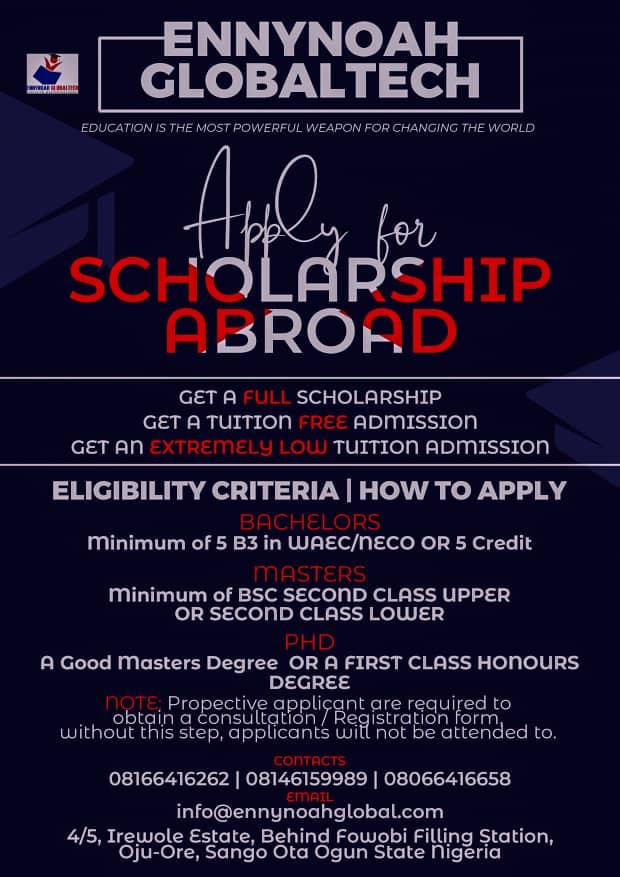 ENNYNOAH
GLOBALTECH
ENNYNOAH GLOBALTECH
EDUCATION IS THE MOST POWERFUL WEAPON FOR CHANGING THE WORLD
Apply for
SCHOLARSHIP
ABROAD
GET A FULL SCHOLARSHIP
GET A TUITION FREE ADMISSION
GET AN EXTREMELY LOW TUITION ADMISSION
ELIGIBILITY CRITERIA | HOW TO APPLY
BACHELORS
Minimum of 5 B3 in WAEC/NECO OR 5 Credit
MASTERS
Minimum of BSC SECOND CLASS UPPER
OR SECOND CLASS LOWER
PHD
A Good Masters Degree OR A FIRST CLASS HONOURS
DEGREE
NOTE: Propective applicant are required to
obtain a consultation / Registration form,
without this step, applicants will not be attended to.
CONTACTS
08166416262 | 08146159989 | 08066416658
EMAIL
info@ennynoahglobal.com
4/5, Irewole Estate, Behind Fowobi Filling Station,
Oju-Ore, Sango Ota Ogun State Nigeria